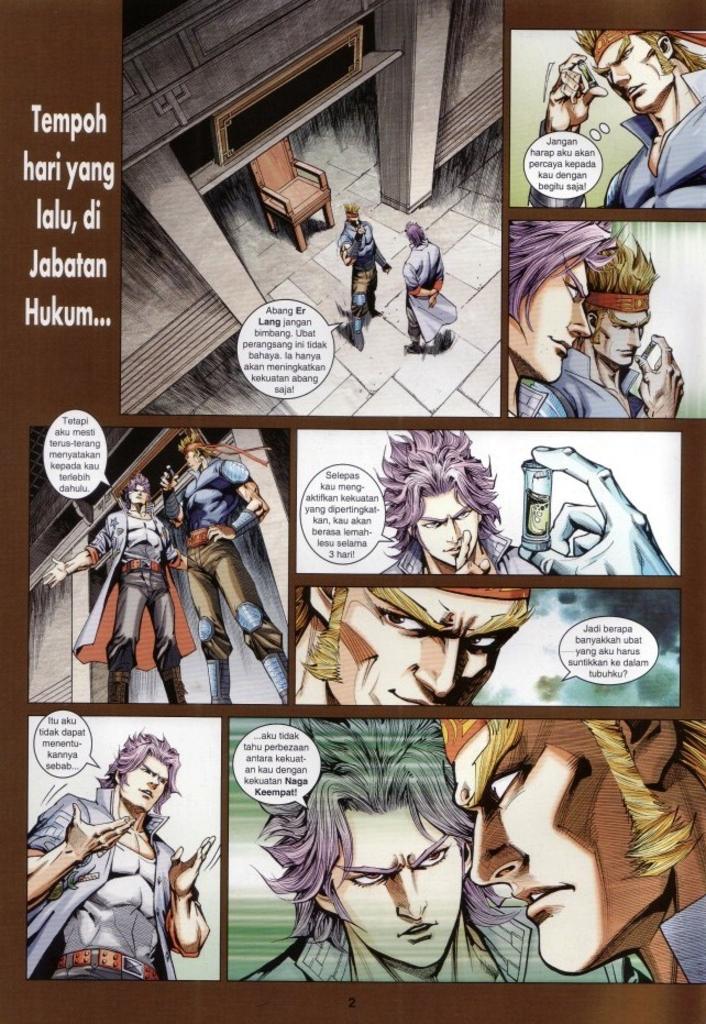 Tempoh
hari yang
lalu, di
Jabatan
Hukum...
Abang Er
Lang jangan
bimbang. Ubat
perangsang ini tidak
bahaya. Ia hanya
akan meningkatkan
kekuatan abang
saja!
Jangan
harap aku akan
percaya kepada
kau dengan
begitu saja!
Tetapi
aku mesti
terus-terang
menyatakan
kepada kau
terlebih
dahulu.
Selepas
kau meng-
aktifkan kekuatan
yang dipertingkat-
kan, kau akan
berasa lemah-
lesu selama
3 hari!
Jadi berapa
banyakkah ubat
yang aku harus
suntikkan ke dalam
tubuhku?
Itu aku
tidak dapat
menentu-
kannya
sebab...
...aku tidak
tahu perbezaan
antara kekuat-
an kau dengan
kekuatan Naga
Keempat!
2